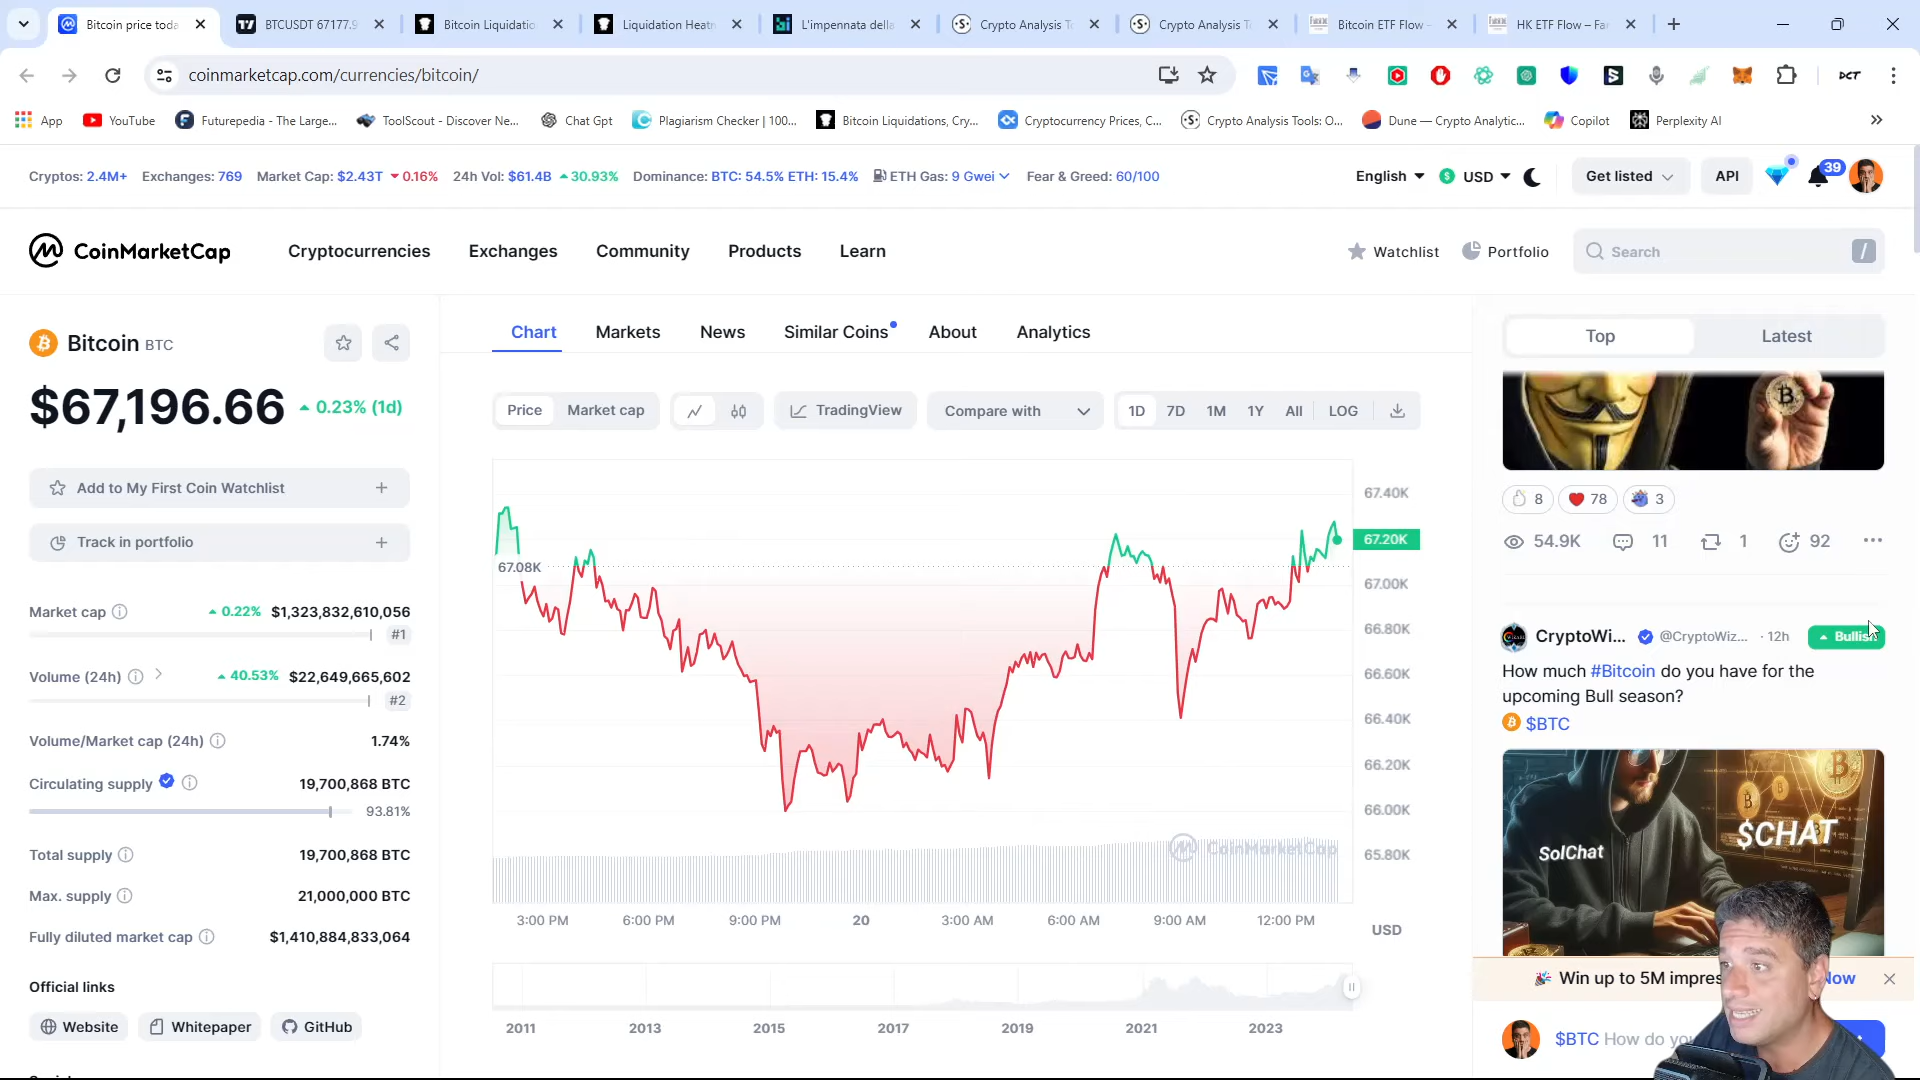 Bitcoin price toda
BTCUSDT 67177.9
Bitcoin Liquidatio
Liquidation Heatm
L'impennata della
Crypto Analysis To
Crypto Analysis To
Bitcoin ETF Flow –
HK ETF Flow – Far
coinmarketcap.com/currencies/bitcoin/
App
YouTube
Futurepedia - The Large...
ToolScout - Discover Ne...
Chat Gpt
Plagiarism Checker | 100...
Bitcoin Liquidations, Cry...
Cryptocurrency Prices, C...
Crypto Analysis Tools: O...
Dune — Crypto Analytic...
Copilot
Perplexity AI
Cryptos: 2.4M+ Exchanges: 769 Market Cap: $2.43T 0.16% 24h Vol: $61.4B 30.93% Dominance: BTC: 54.5% ETH: 15.4% ETH Gas: 9 Gwei Fear & Greed: 60/100
English
USD
Get listed
API
39
CoinMarketCap
Cryptocurrencies
Exchanges
Community
Products
Learn
Watchlist
Portfolio
Search
/
Bitcoin BTC
$67,196.66 0.23% (1d)
Add to My First Coin Watchlist +
Track in portfolio +
Market cap 0.22% $1,323,832,610,056
#1
Volume (24h) 40.53% $22,649,665,602
#2
Volume/Market cap (24h) 1.74%
Circulating supply 19,700,868 BTC
93.81%
Total supply 19,700,868 BTC
Max. supply 21,000,000 BTC
Fully diluted market cap $1,410,884,833,064
Official links
Website
Whitepaper
GitHub
Chart
Markets
News
Similar Coins
About
Analytics
Price
Market cap
TradingView
Compare with
1D 7D 1M 1Y All LOG
67.08K
67.40K
67.20K
67.00K
66.80K
66.60K
66.40K
66.20K
66.00K
65.80K
CoinMarketCap
3:00 PM 6:00 PM 9:00 PM 20 3:00 AM 6:00 AM 9:00 AM 12:00 PM
USD
2011 2013 2015 2017 2019 2021 2023
Top
Latest
8 78 3
54.9K 11 1 92
CryptoWi... @CryptoWiz... · 12h Bullish
How much #Bitcoin do you have for the
upcoming Bull season?
$BTC
SolChat
$CHAT
Win up to 5M impres
Now
$BTC How do you